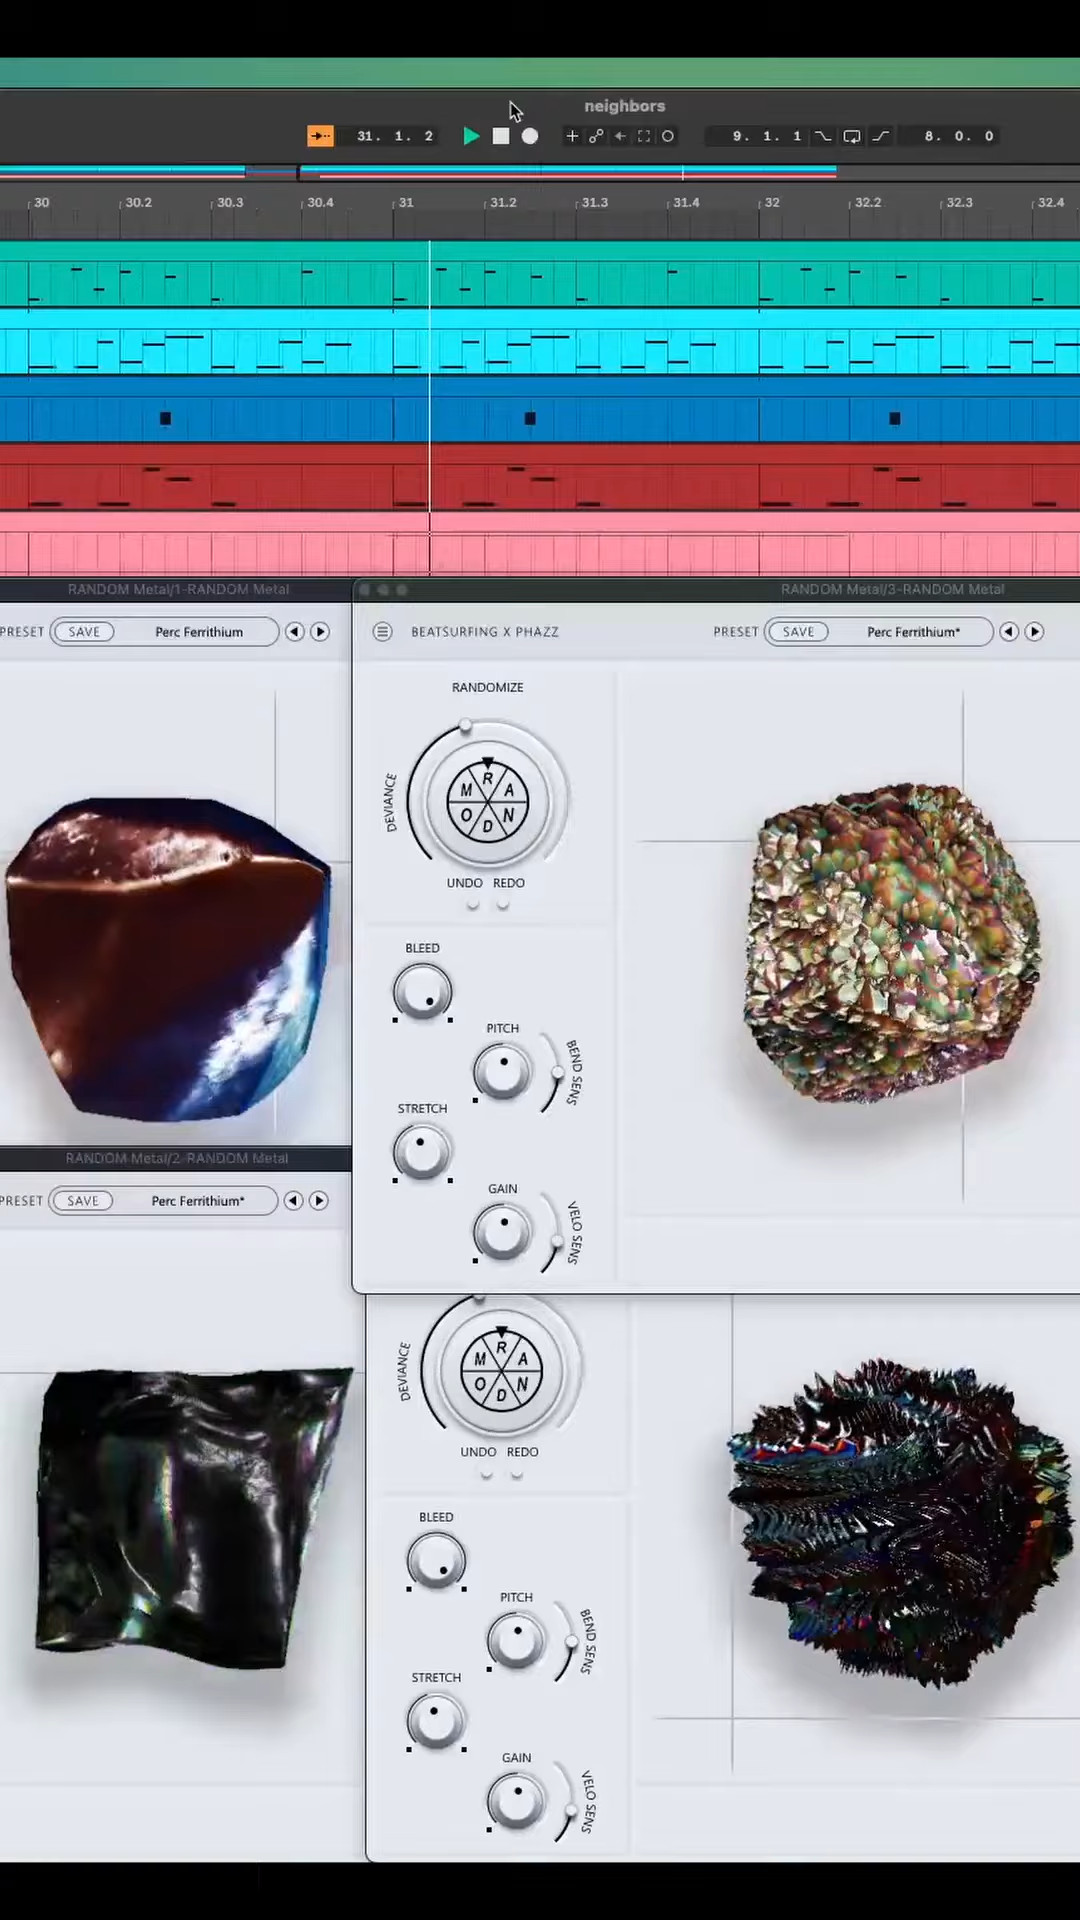 neighbors
31. 1. 2
9. 1. 1
8. 0. 0
30 30.2 30.3 30.4 31 31.2 31.3 31.4 32 32.2 32.3 32.4
RANDOM Metal/1-RANDOM Metal
PRESET SAVE Perc Ferrithium
RANDOM Metal/3-RANDOM Metal
BEATSURFING X PHAZZ
PRESET SAVE Perc Ferrithium*
RANDOMIZE
DEVIANCE
R A N D O M
UNDO REDO
BLEED
PITCH
BEND SENS
STRETCH
GAIN
VELO SENS
RANDOM Metal/2-RANDOM Metal
PRESET SAVE Perc Ferrithium*
DEVIANCE
R A N D O M
UNDO REDO
BLEED
PITCH
BEND SENS
STRETCH
GAIN
VELO SENS